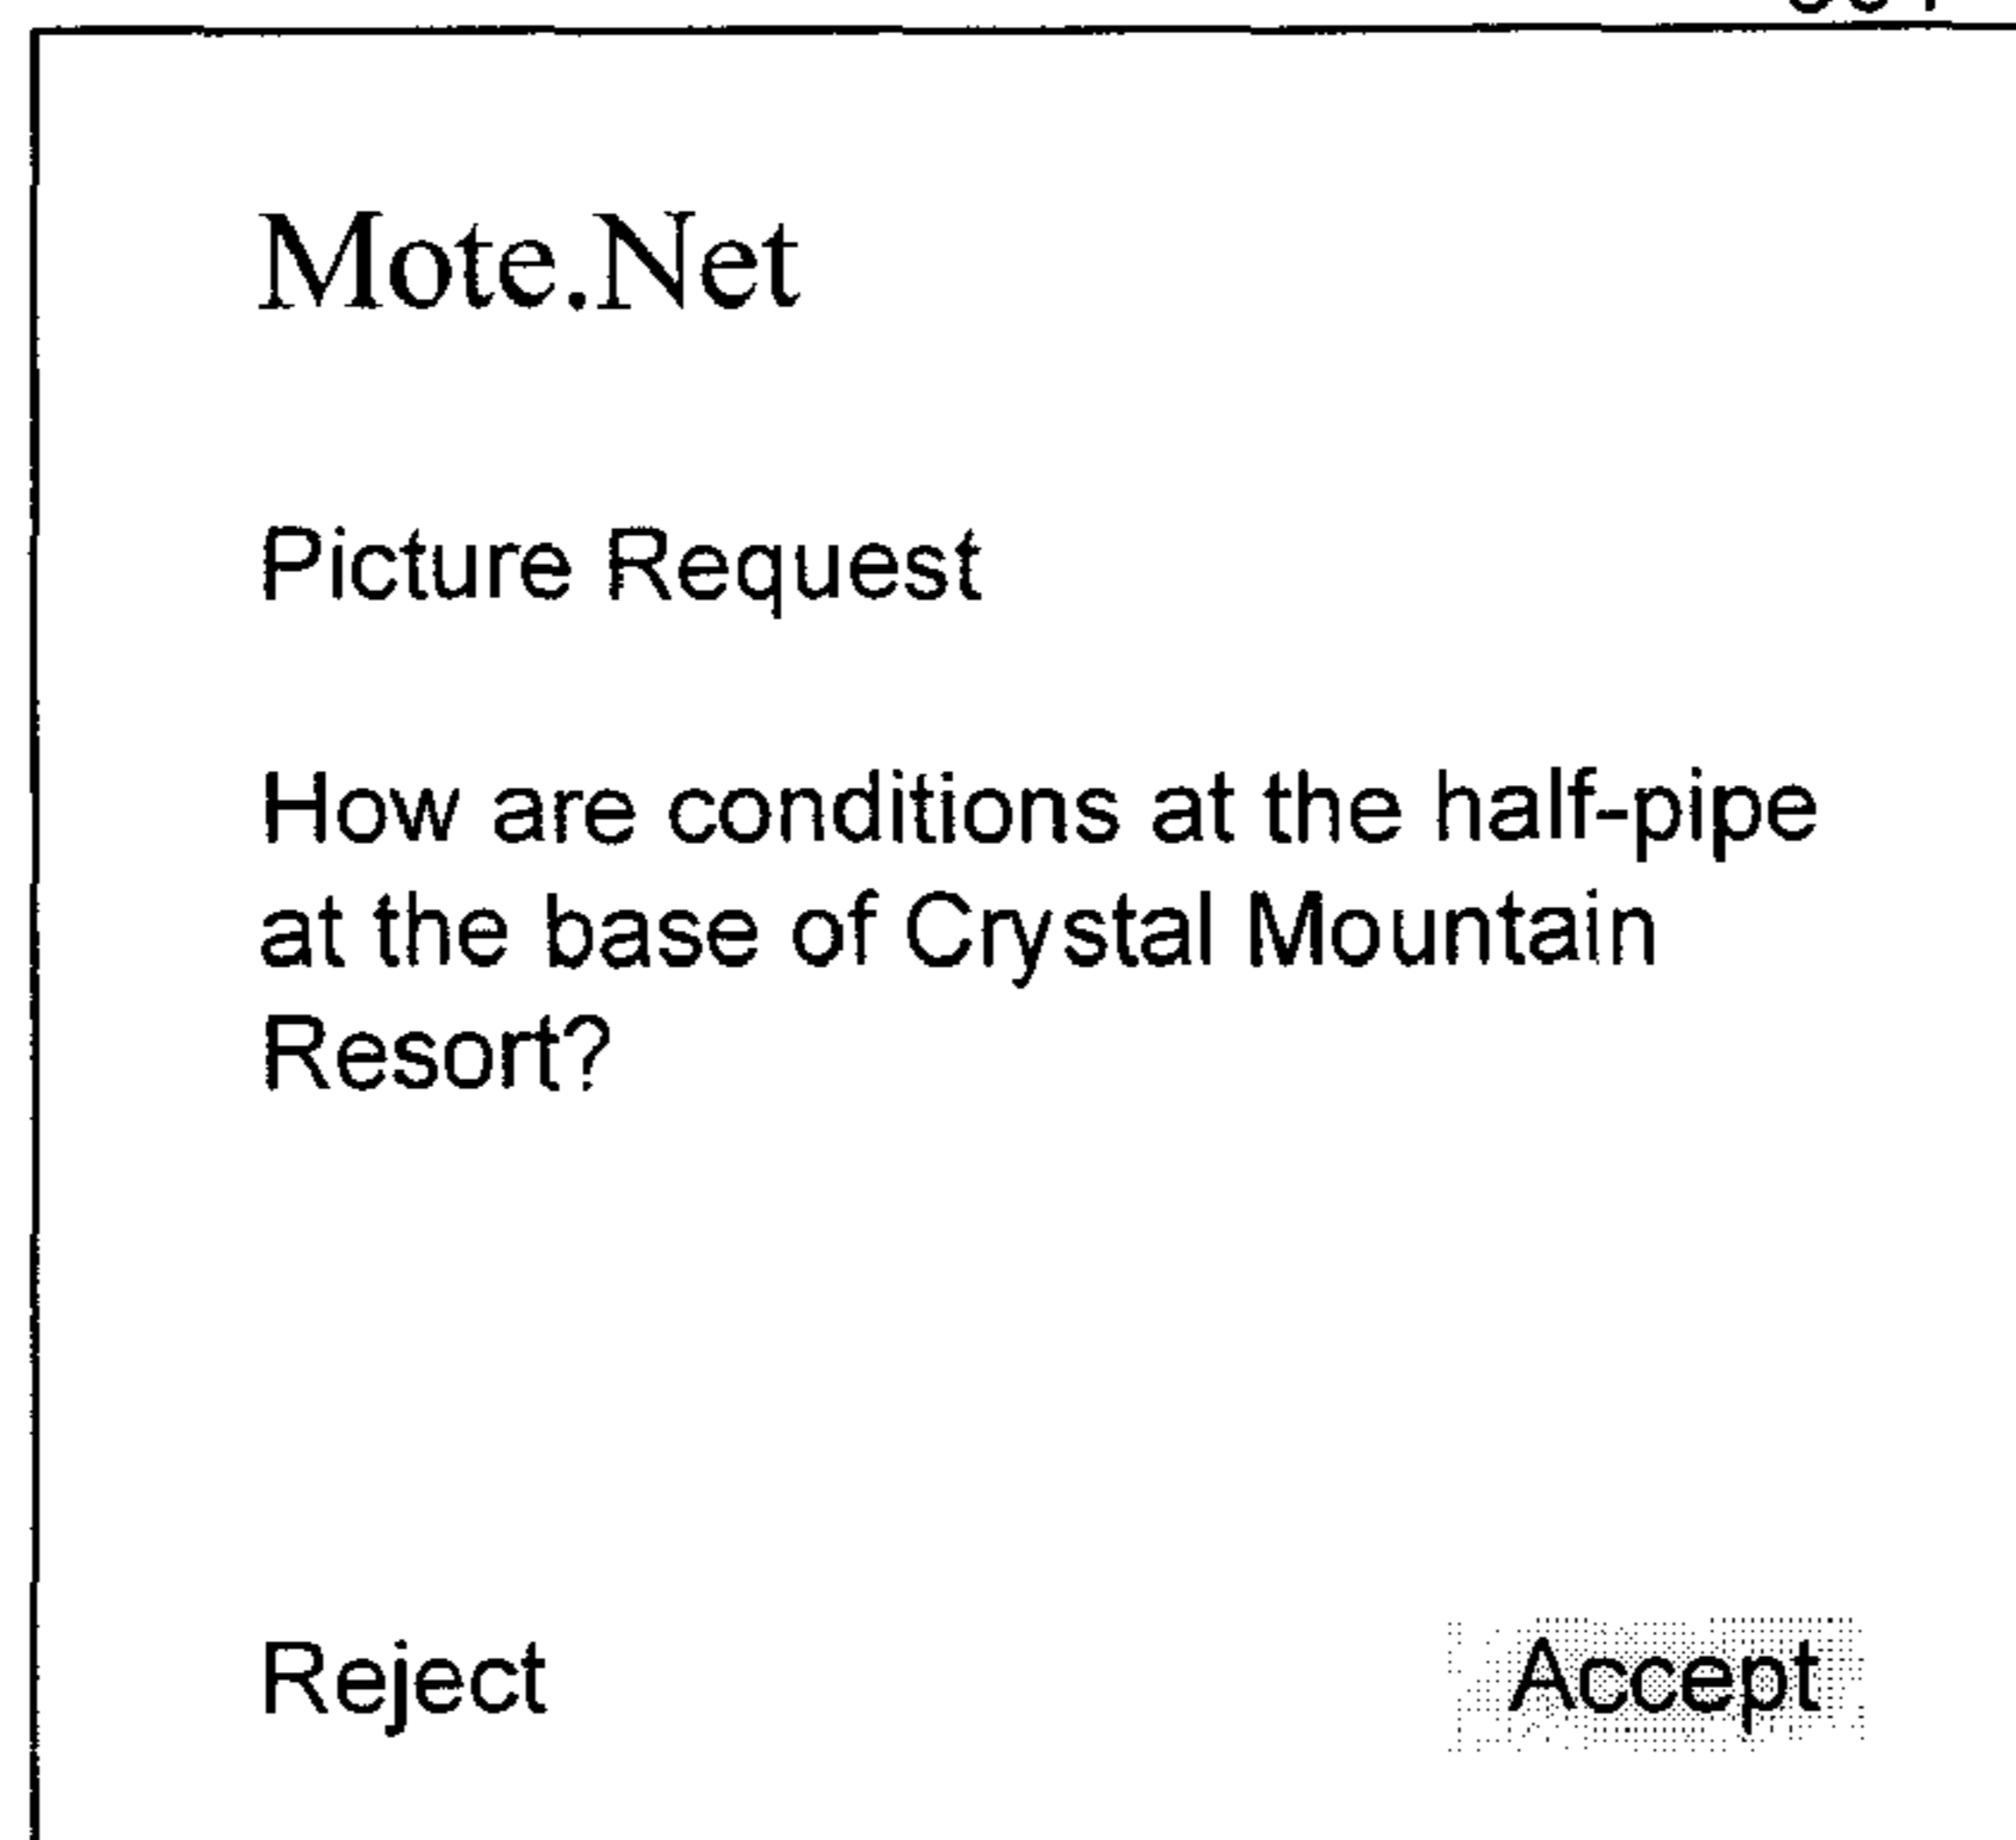 Mote.Net
Picture Request
How are conditions at the half-pipe
at the base of Crystal Mountain
Resort?
Reject
Accept